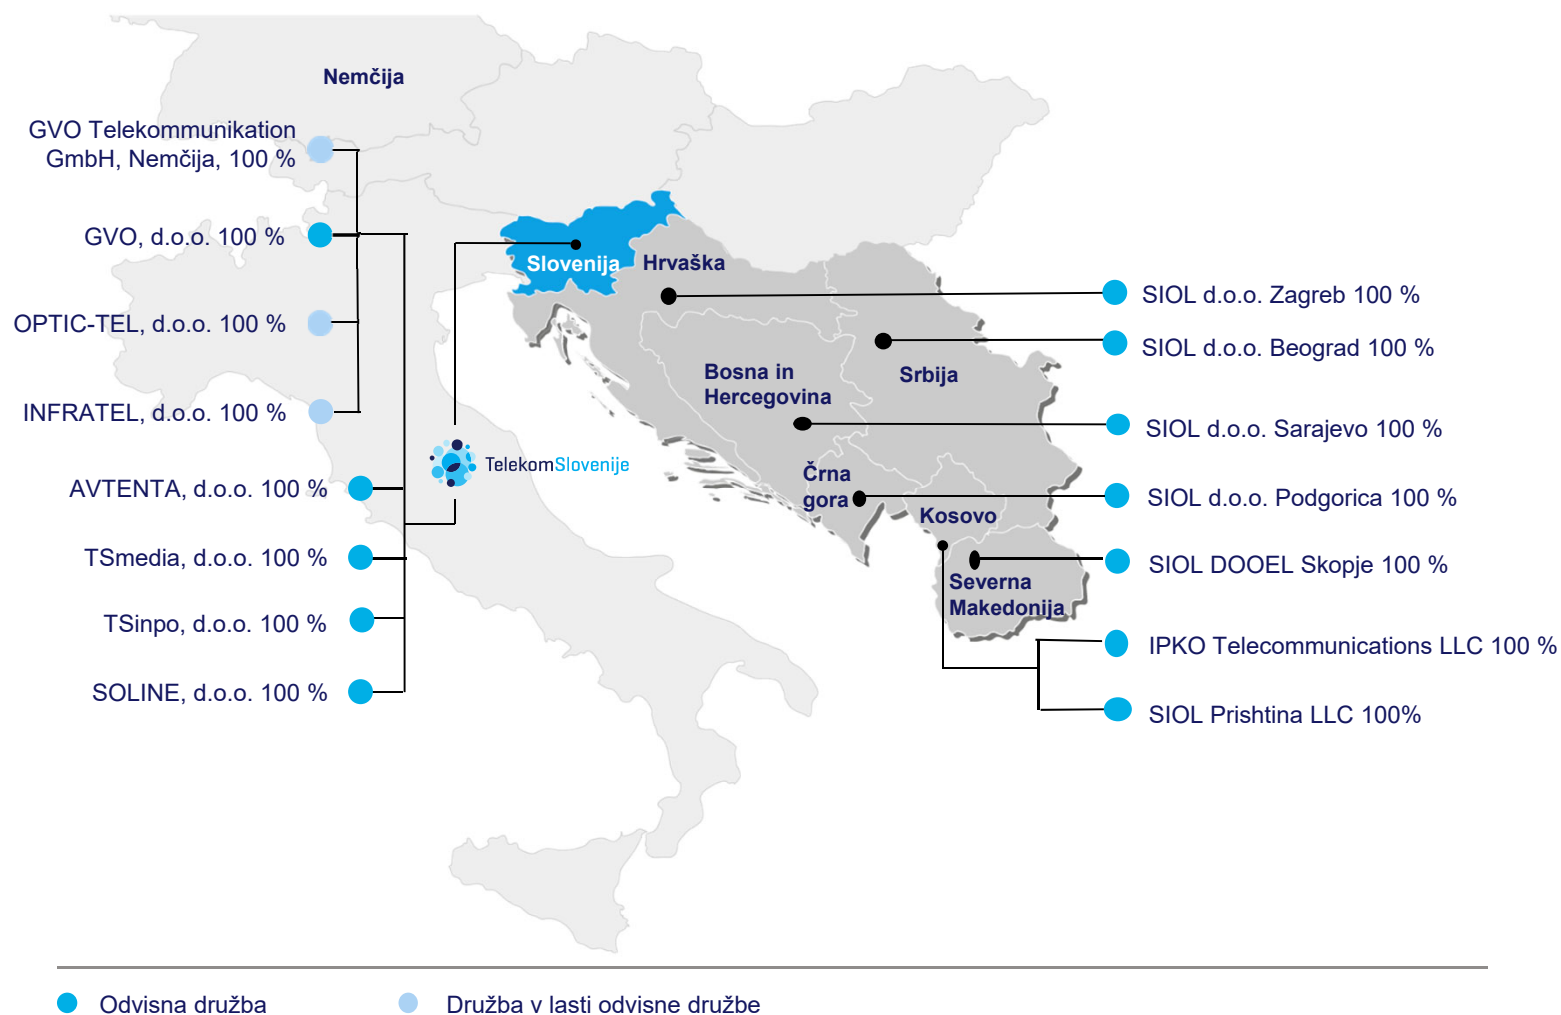 Nemčija
GVO Telekommunikation
GmbH, Nemčija, 100 %
GVO, d.o.o. 100 %
OPTIC-TEL, d.o.o. 100 %
INFRATEL, d.o.o. 100 %
AVTENTA, d.o.o. 100 %
TSmedia, d.o.o. 100 %
TSinpo, d.o.o. 100 %
SOLINE, d.o.o. 100 %
TelekomSlovenije
Slovenija
Hrvaška
Bosna in
Hercegovina
Srbija
Črna
gora
Kosovo
Severna
Makedonija
SIOL d.o.o. Zagreb 100 %
SIOL d.o.o. Beograd 100 %
SIOL d.o.o. Sarajevo 100 %
SIOL d.o.o. Podgorica 100 %
SIOL DOOEL Skopje 100 %
IPKO Telecommunications LLC 100 %
SIOL Prishtina LLC 100%
Odvisna družba
Družba v lasti odvisne družbe